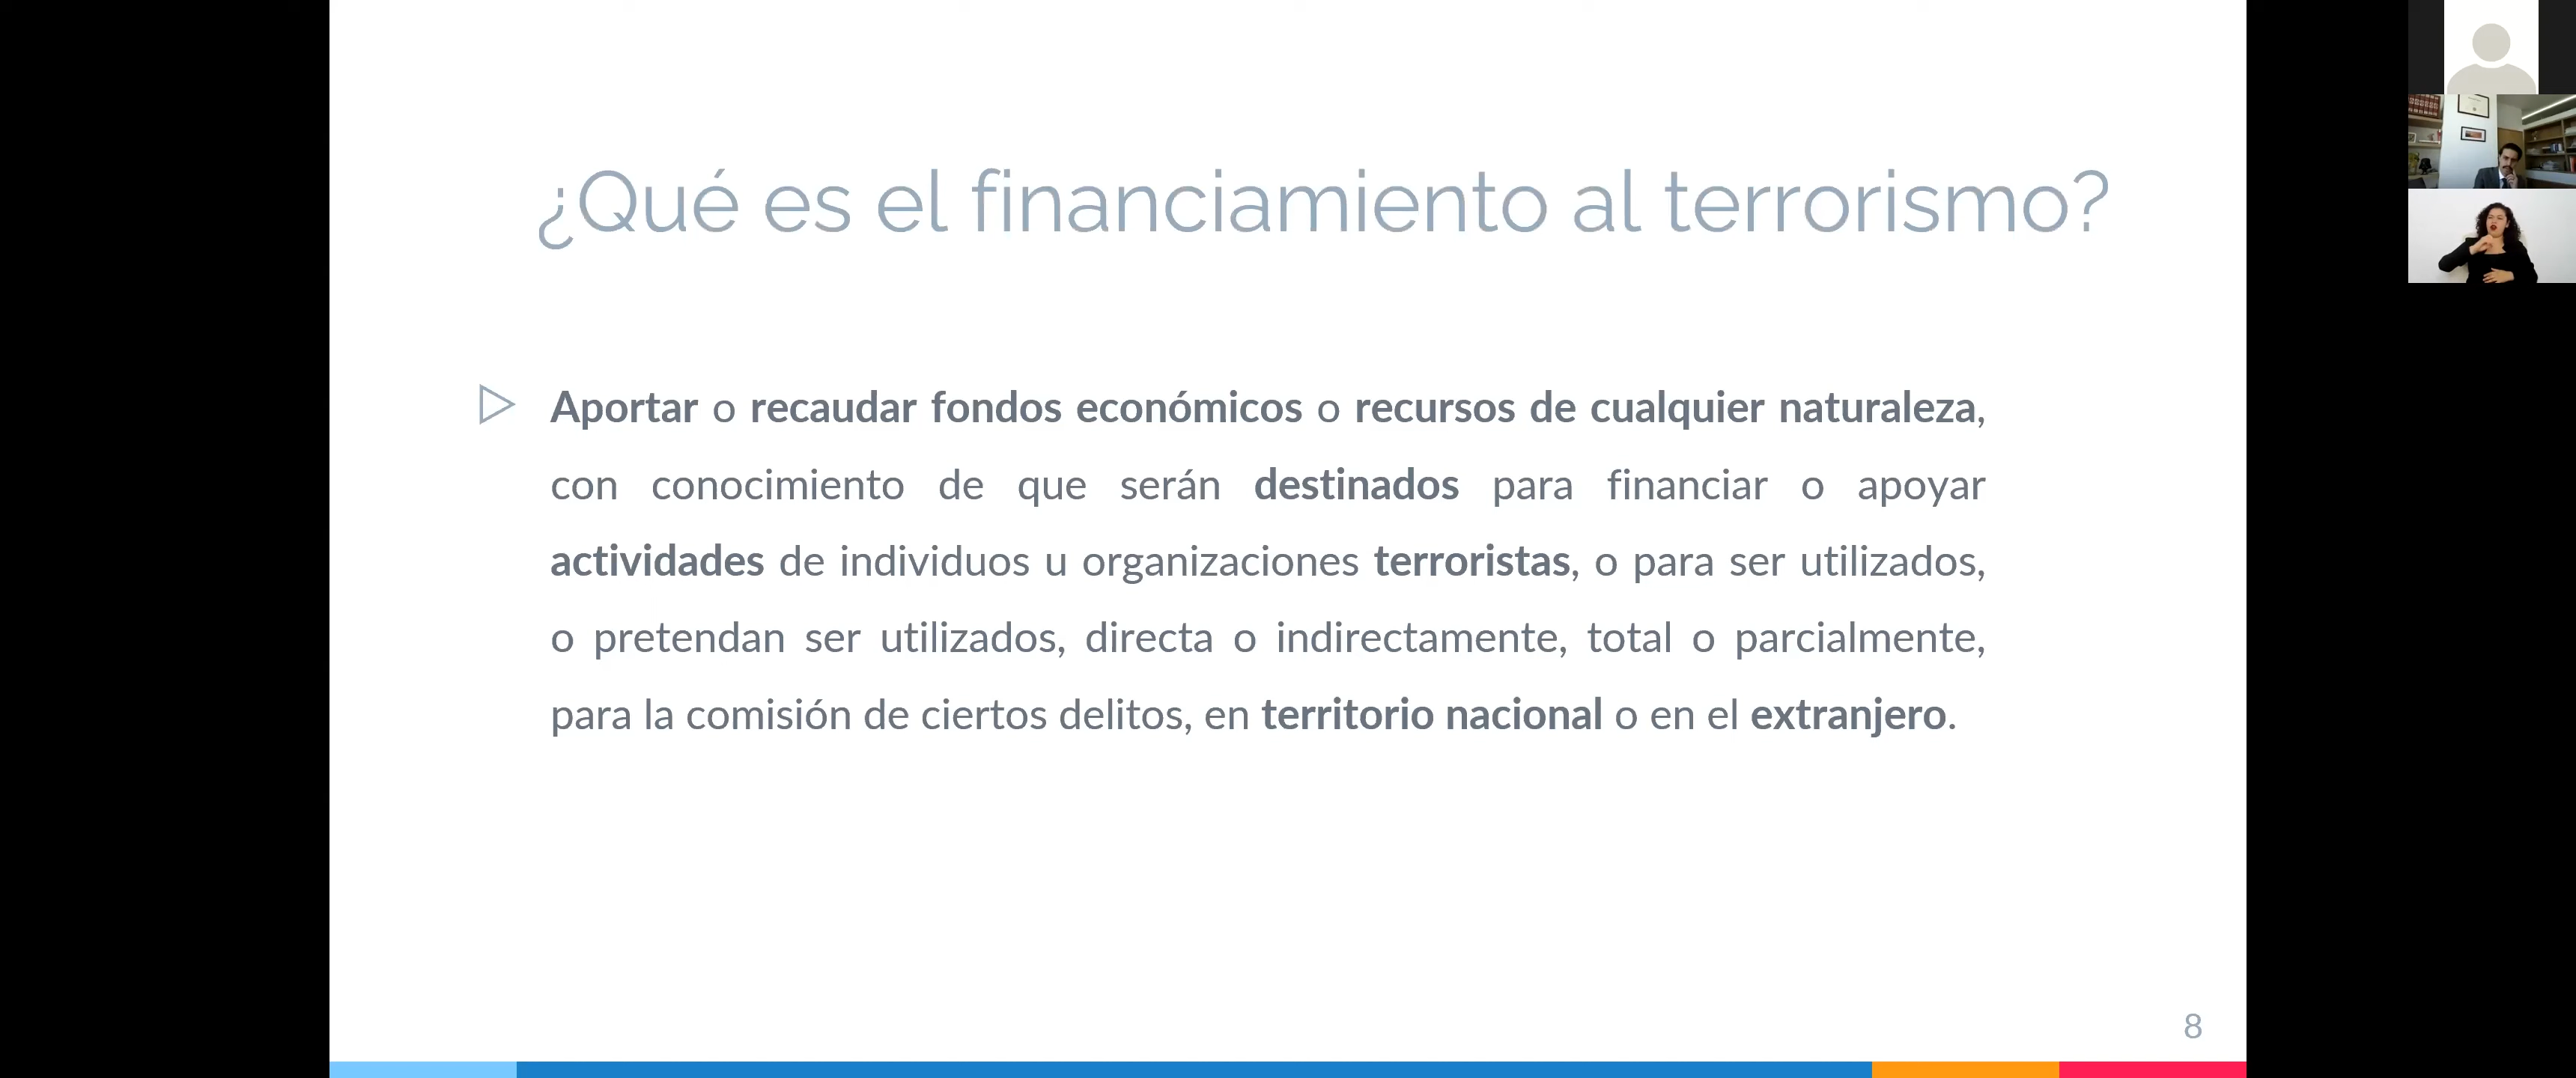 ¿Qué es el financiamiento al terrorismo?
Aportar o recaudar fondos económicos o recursos de cualquier naturaleza,
con conocimiento de que serán destinados para financiar o apoyar
actividades de individuos u organizaciones terroristas, o para ser utilizados,
o pretendan ser utilizados, directa o indirectamente, total o parcialmente,
para la comisión de ciertos delitos, en territorio nacional o en el extranjero.
8